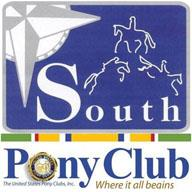 South
Pony Club
The United States Pony Clubs, Inc.
Where it all begins